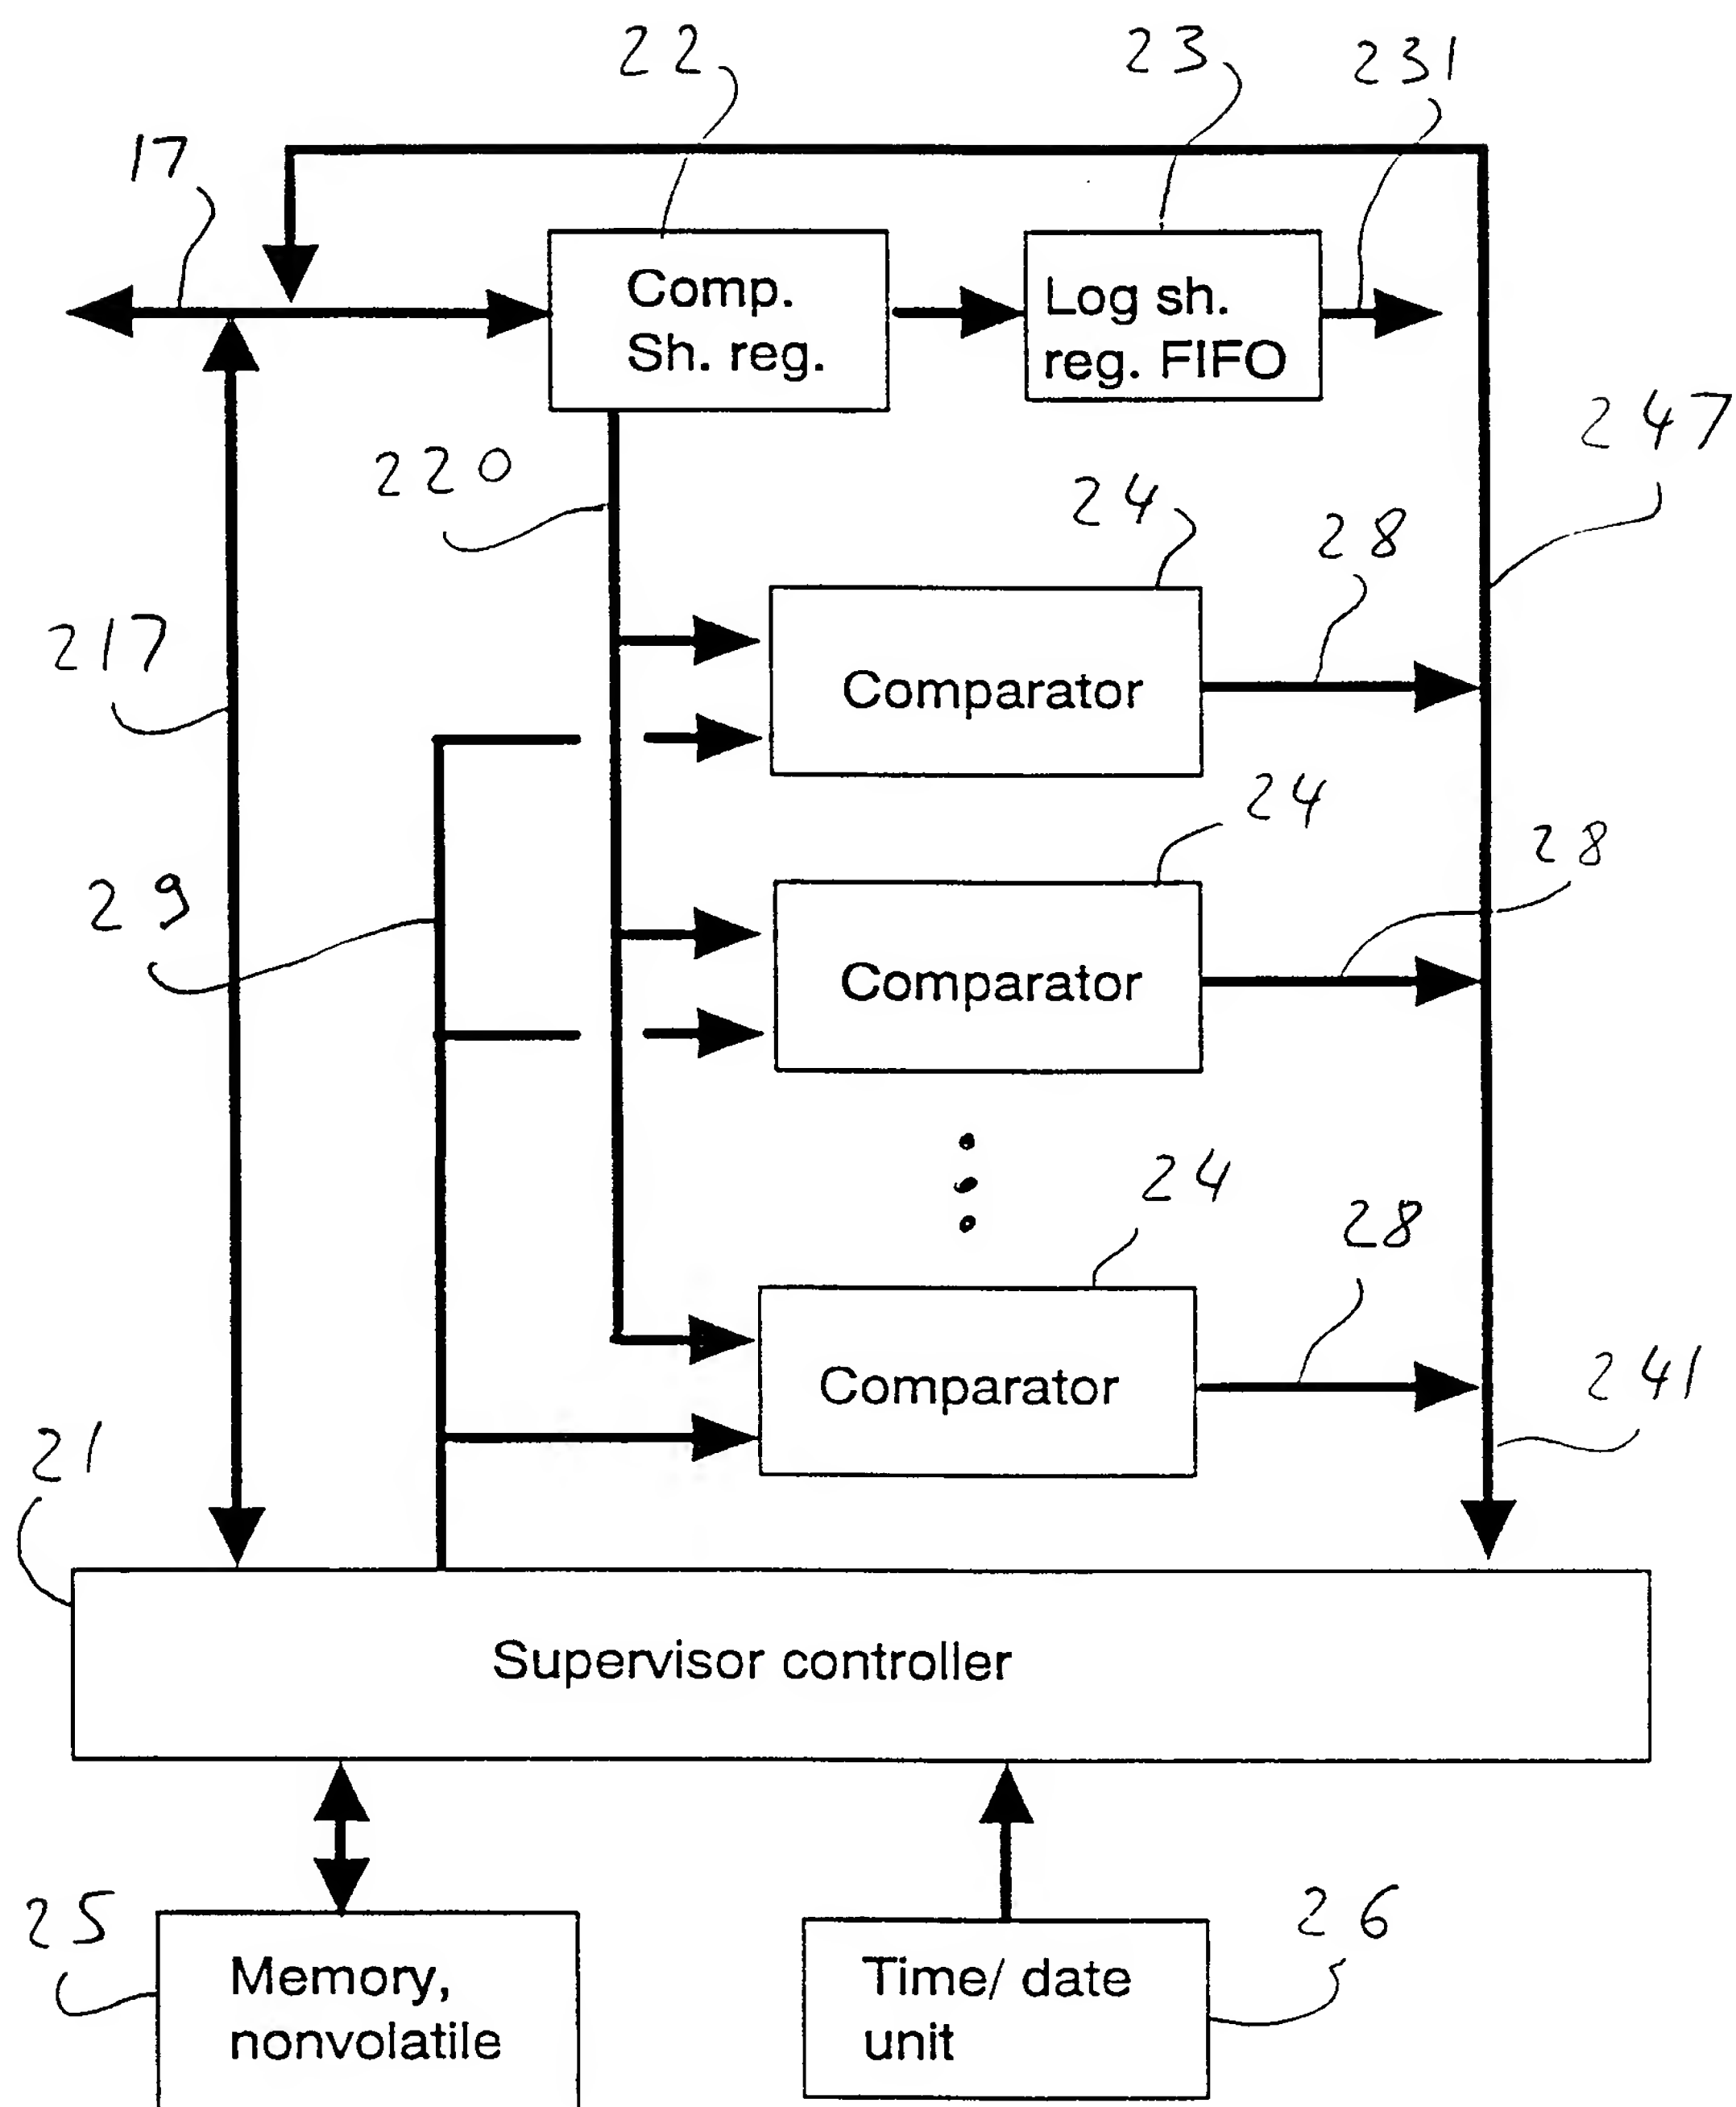 22
23
231
17
Comp.
Sh. reg.
Log sh.
reg. FIFO
220
247
24
28
217
Comparator
24
28
29
Comparator
24
28
241
Comparator
21
Supervisor controller
25
26
Memory,
nonvolatile
Time/ date
unit